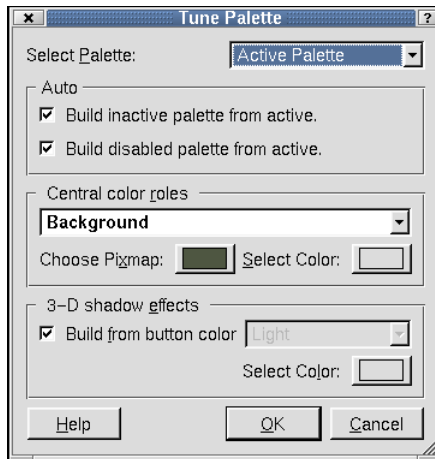 Tune Palette ?
Select Palette: Active Palette
Auto
Build inactive palette from active.
Build disabled palette from active.
Central color roles
Background
Choose Pixmap: Select Color:
3-D shadow effects
Build from button color Light
Select Color:
Help OK Cancel